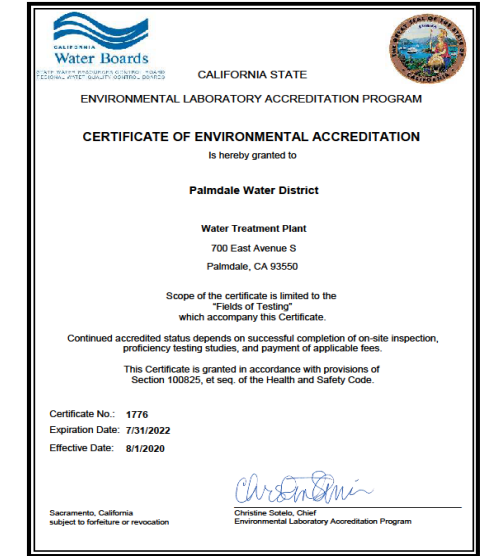 CALIFORNIA
Water Boards
STATE WATER RESOURCES CONTROL BOARD
REGIONAL WATER QUALITY CONTROL BOARDS
CALIFORNIA STATE
ENVIRONMENTAL LABORATORY ACCREDITATION PROGRAM
CERTIFICATE OF ENVIRONMENTAL ACCREDITATION
Is hereby granted to
Palmdale Water District
Water Treatment Plant
700 East Avenue S
Palmdale, CA 93550
Scope of the certificate is limited to the
"Fields of Testing"
which accompany this Certificate.
Continued accredited status depends on successful completion of on-site inspection,
proficiency testing studies, and payment of applicable fees.
This Certificate is granted in accordance with provisions of
Section 100825, et seq. of the Health and Safety Code.
Certificate No.: 1776
Expiration Date: 7/31/2022
Effective Date: 8/1/2020
Sacramento, California
subject to forfeiture or revocation
Christine Sotelo, Chief
Environmental Laboratory Accreditation Program